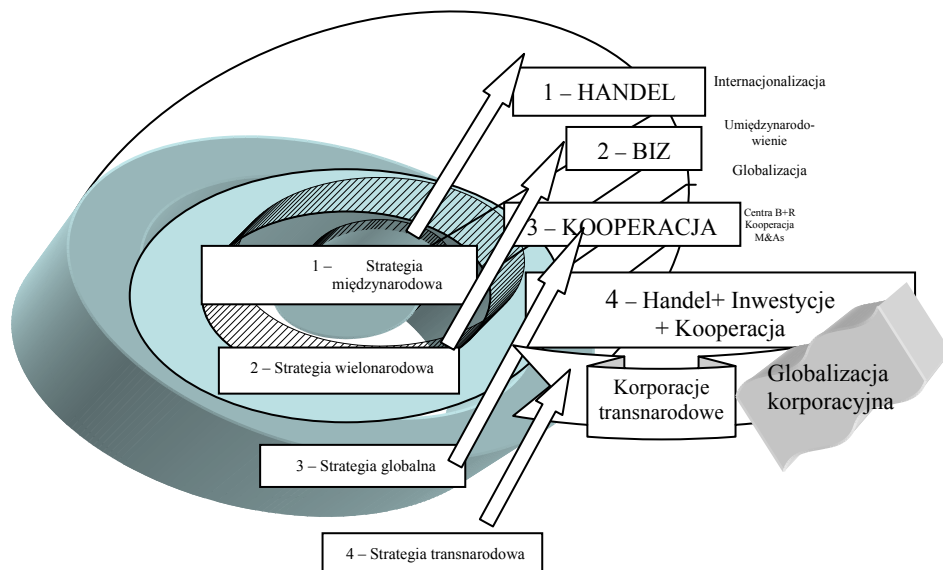 1 – HANDEL
Internacjonalizacja
2 – BIZ
Umiędzynarodo-
wienie
Globalizacja
3 – KOOPERACJA
Centra B+R
Kooperacja
M&As
1 – Strategia
międzynarodowa
4 – Handel+ Inwestycje
+ Kooperacja
2 – Strategia wielonarodowa
Korporacje
transnarodowe
Globalizacja
korporacyjna
3 – Strategia globalna
4 – Strategia transnarodowa